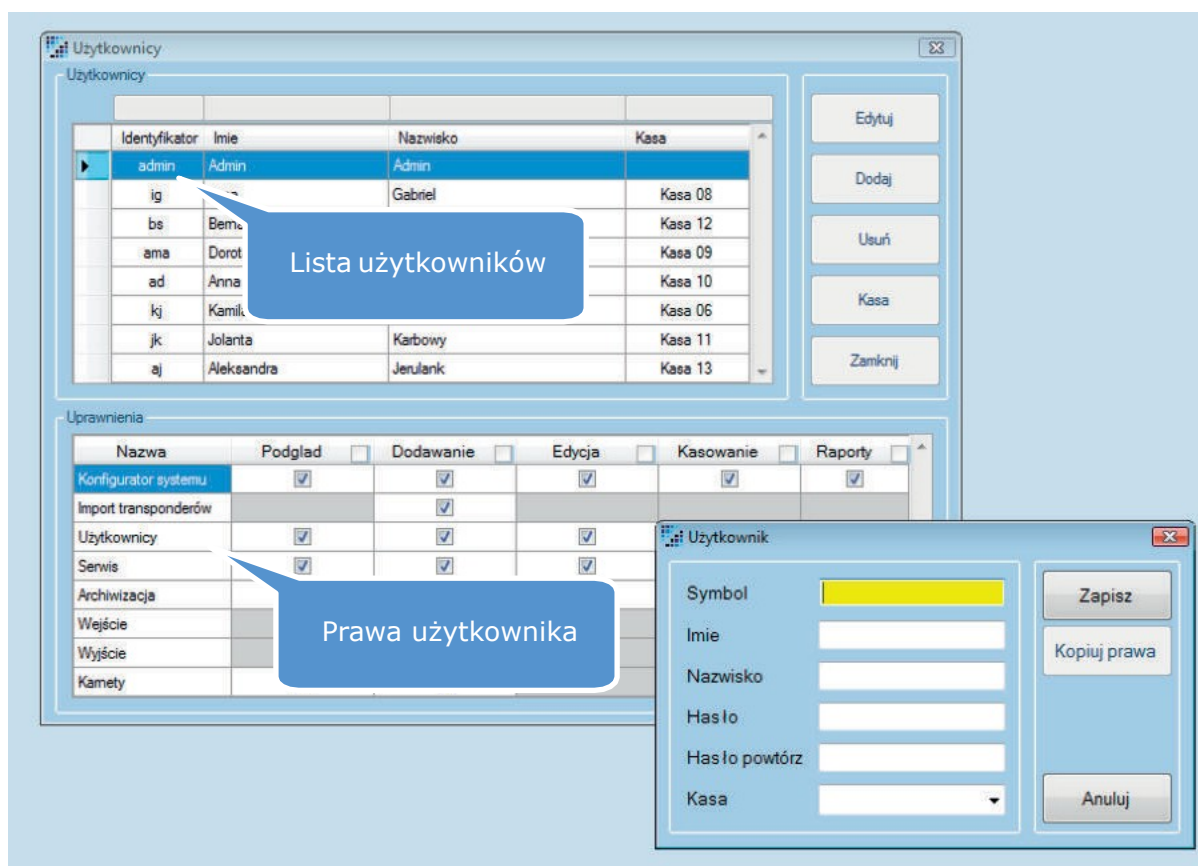 Użytkownicy
Użytkownicy
Identyfikator Imie Nazwisko Kasa
admin Admin Admin
ig Gabriel Kasa 08
bs Kasa 12
ama Kasa 09
ad Anna Kasa 10
kj Kasa 06
jk Jolanta Karbowy Kasa 11
aj Aleksandra Jerulank Kasa 13
Edytuj
Dodaj
Usuń
Kasa
Zamknij
Lista użytkowników
Uprawnienia
Nazwa Podglad Dodawanie Edycja Kasowanie Raporty
Konfigurator systemu
Import transponderów
Użytkownicy
Serwis
Archiwizacja
Wejście
Wyjście
Karnety
Prawa użytkownika
Użytkownik
Symbol
Imie
Nazwisko
Hasło
Hasło powtórz
Kasa
Zapisz
Kopiuj prawa
Anuluj